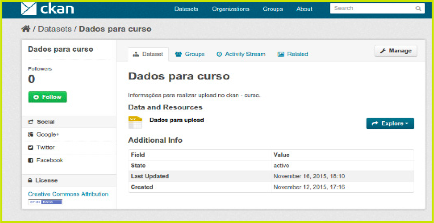 ckan
Datasets Organizations Groups About Search
/ Datasets / Dados para curso
Dados para curso
Followers
0
Follow
Social
Google+
Twitter
Facebook
License
Creative Commons Attribution
Dataset Groups Activity Stream Related Manage
Dados para curso
Informações para realizar upload no ckan - curso.
Data and Resources
Dados para upload
Explore
Additional Info
Field Value
State active
Last Updated November 16, 2015, 18:10
Created November 12, 2015, 17:16